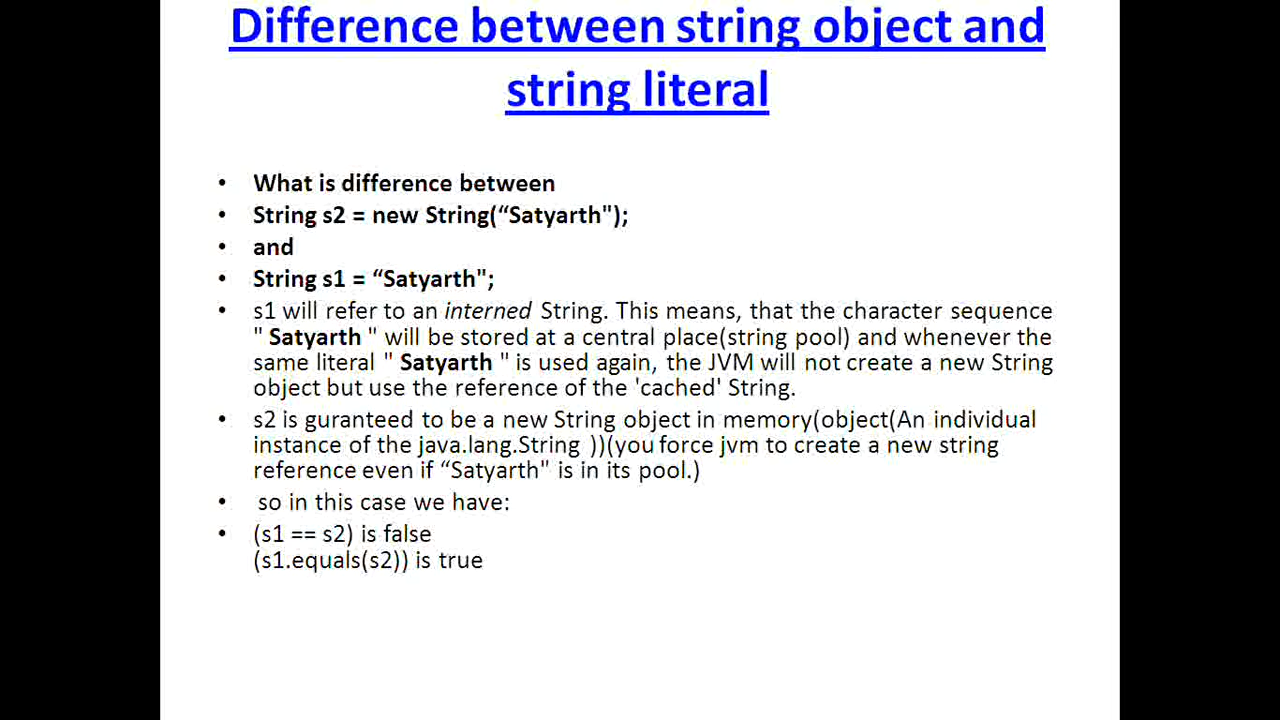 Difference between string object and
string literal
• What is difference between
• String s2 = new String(“Satyarth");
• and
• String s1 = “Satyarth";
• s1 will refer to an interned String. This means, that the character sequence
" Satyarth " will be stored at a central place(string pool) and whenever the
same literal " Satyarth " is used again, the JVM will not create a new String
object but use the reference of the 'cached' String.
• s2 is guranteed to be a new String object in memory(object(An individual
instance of the java.lang.String ))(you force jvm to create a new string
reference even if “Satyarth" is in its pool.)
• so in this case we have:
• (s1 == s2) is false
(s1.equals(s2)) is true